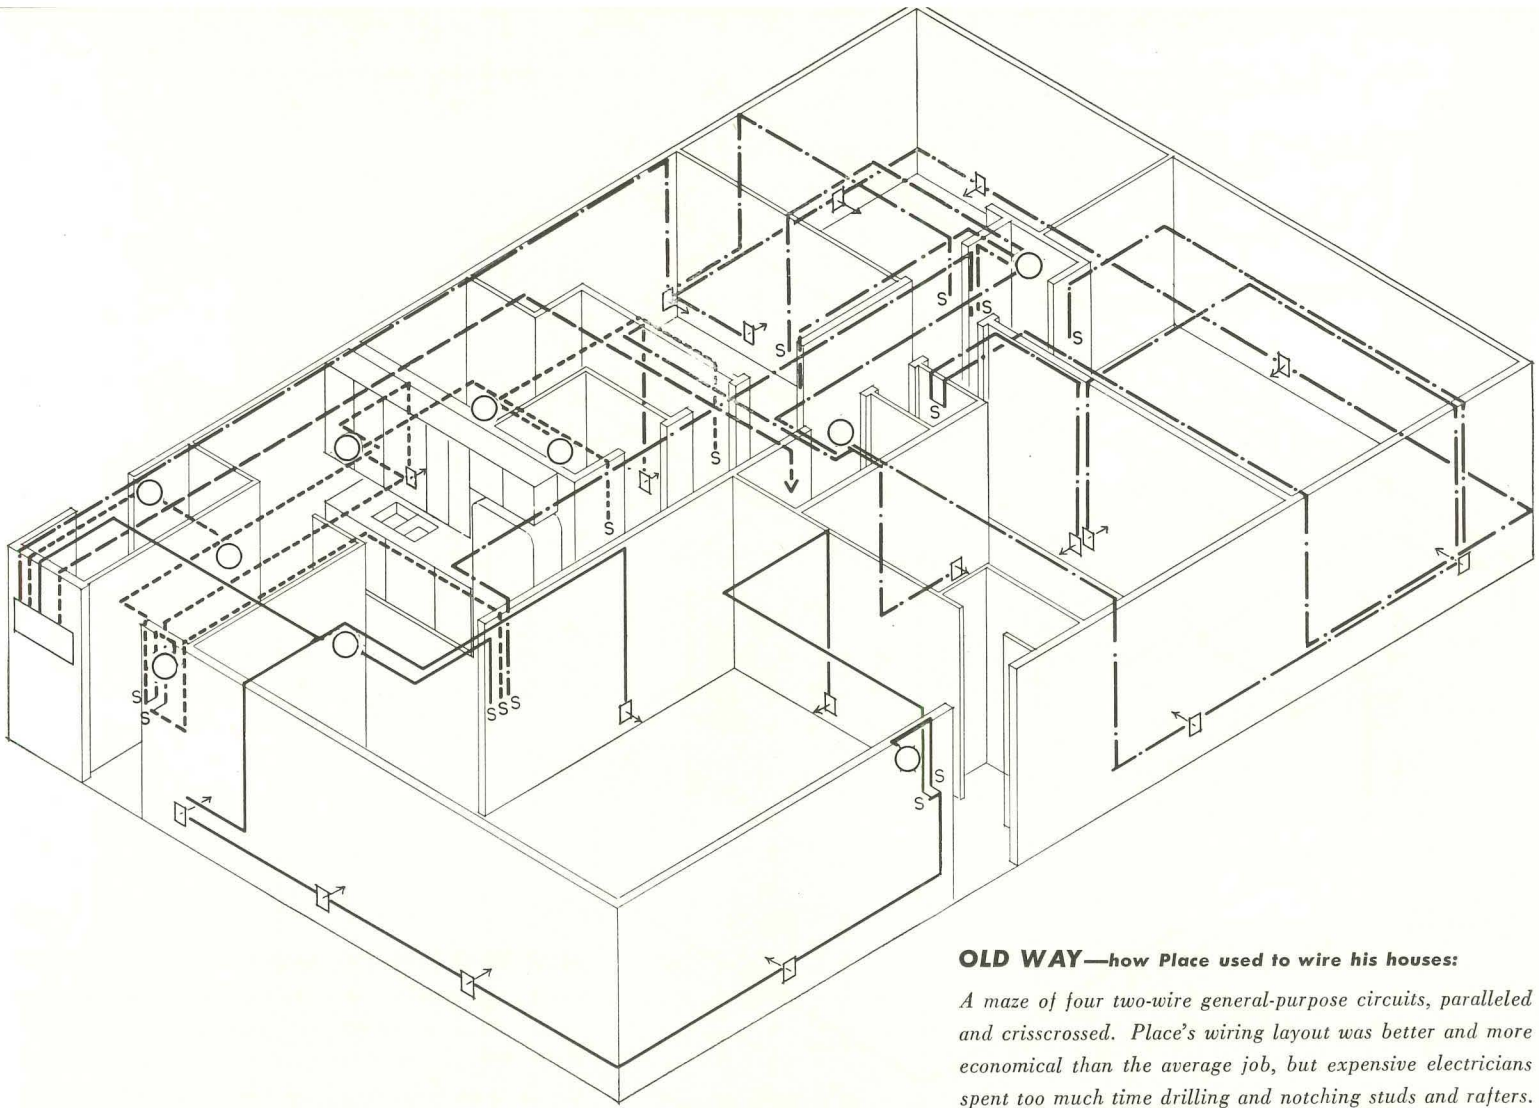 S
S
S
S
S
S
S
S
S
SSS
S
S
OLD WAY—how Place used to wire his houses:
A maze of four two-wire general-purpose circuits, paralleled
and crisscrossed. Place's wiring layout was better and more
economical than the average job, but expensive electricians
spent too much time drilling and notching studs and rafters.